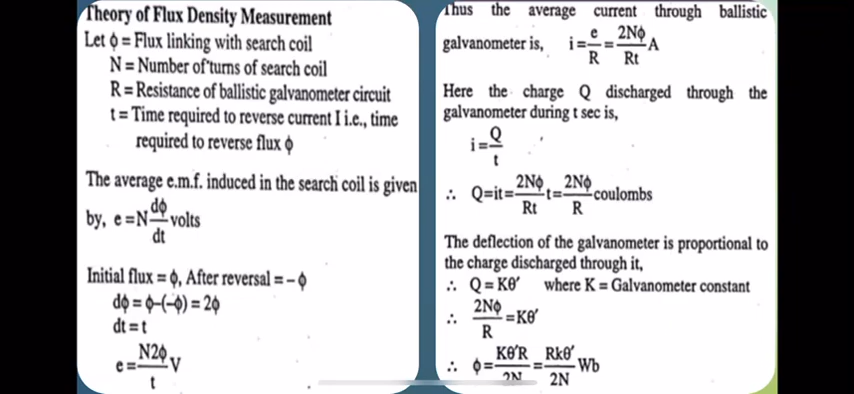 Theory of Flux Density Measurement
Let ϕ = Flux linking with search coil
N = Number of turns of search coil
R = Resistance of ballistic galvanometer circuit
t = Time required to reverse current I i.e., time
required to reverse flux ϕ
The average e.m.f. induced in the search coil is given
by, e = N dϕ/dt volts
Initial flux = ϕ, After reversal = − ϕ
dϕ = ϕ−(−ϕ) = 2ϕ
dt = t
e = N2ϕ/t V
Thus the average current through ballistic
galvanometer is, i = e/R = 2Nϕ/Rt A
Here the charge Q discharged through the
galvanometer during t sec is,
i = Q/t
∴ Q=it= 2Nϕ/Rt t= 2Nϕ/R coulombs
The deflection of the galvanometer is proportional to
the charge discharged through it,
∴ Q = Kθ′ where K = Galvanometer constant
∴ 2Nϕ/R = Kθ′
∴ ϕ = Kθ′R/2N = Rkθ′/2N Wb